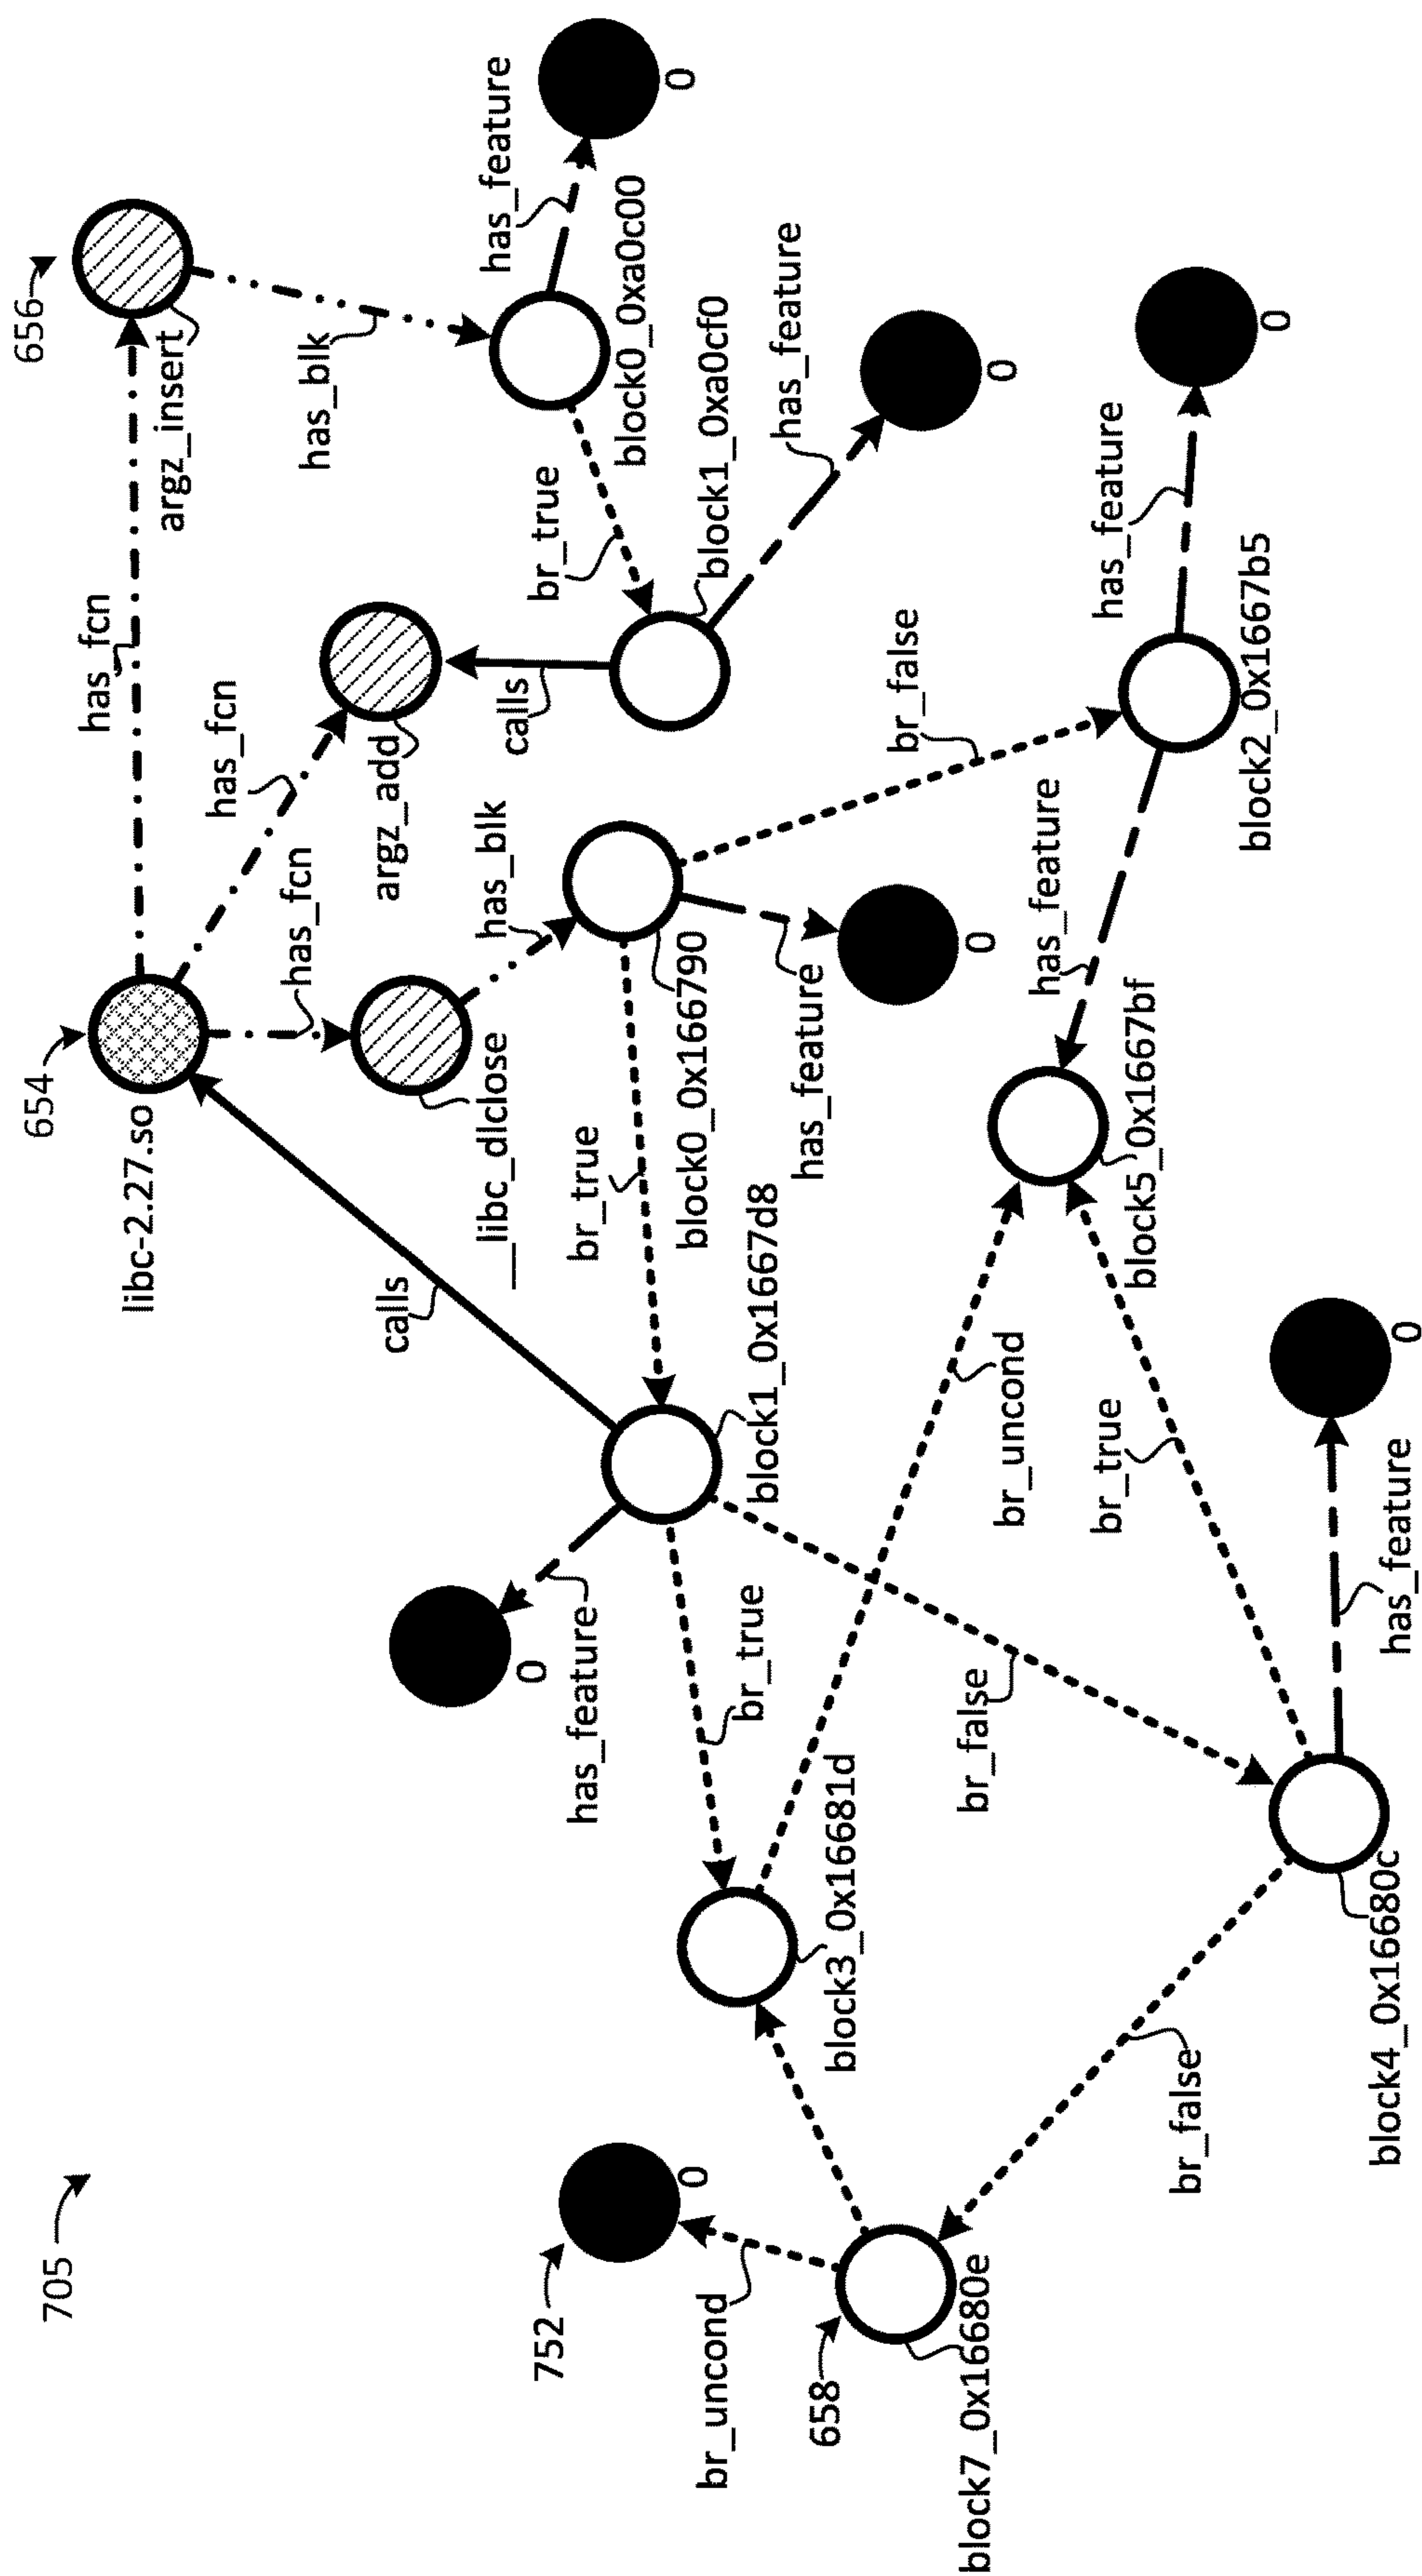 705
654
656
has_fcn
libc-2.27.so
argz_insert
has_fcn
has_fcn
has_blk
calls
argz_add
__libc_dlclose
has_blk
has_feature
calls
0
752
br_true
has_feature
br_true
block0_0xa0c00
0
0
block0_0x166790
br_uncond
block1_0xa0cf0
br_true
block1_0x1667d8
has_feature
has_feature
658
block3_0x16681d
br_false
block7_0x16680e
br_false
0
br_uncond
0
has_feature
br_true
has_feature
block5_0x1667bf
br_false
block2_0x1667b5
0
block4_0x16680c
has_feature
0